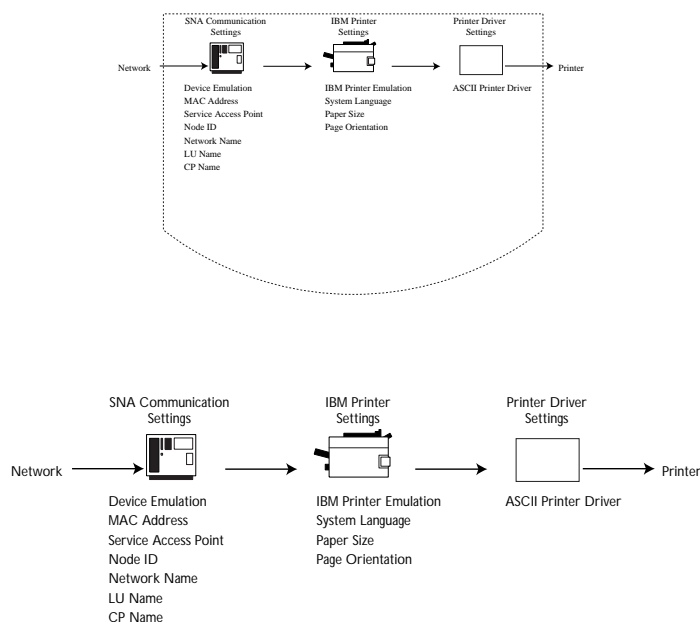 SNA Communication Settings
IBM Printer Settings
Printer Driver Settings
Network
Printer
Device Emulation
MAC Address
Service Access Point
Node ID
Network Name
LU Name
CP Name
IBM Printer Emulation
System Language
Paper Size
Page Orientation
ASCII Printer Driver
SNA Communication
Settings
IBM Printer
Settings
Printer Driver
Settings
Network
Printer
Device Emulation
MAC Address
Service Access Point
Node ID
Network Name
LU Name
CP Name
IBM Printer Emulation
System Language
Paper Size
Page Orientation
ASCII Printer Driver